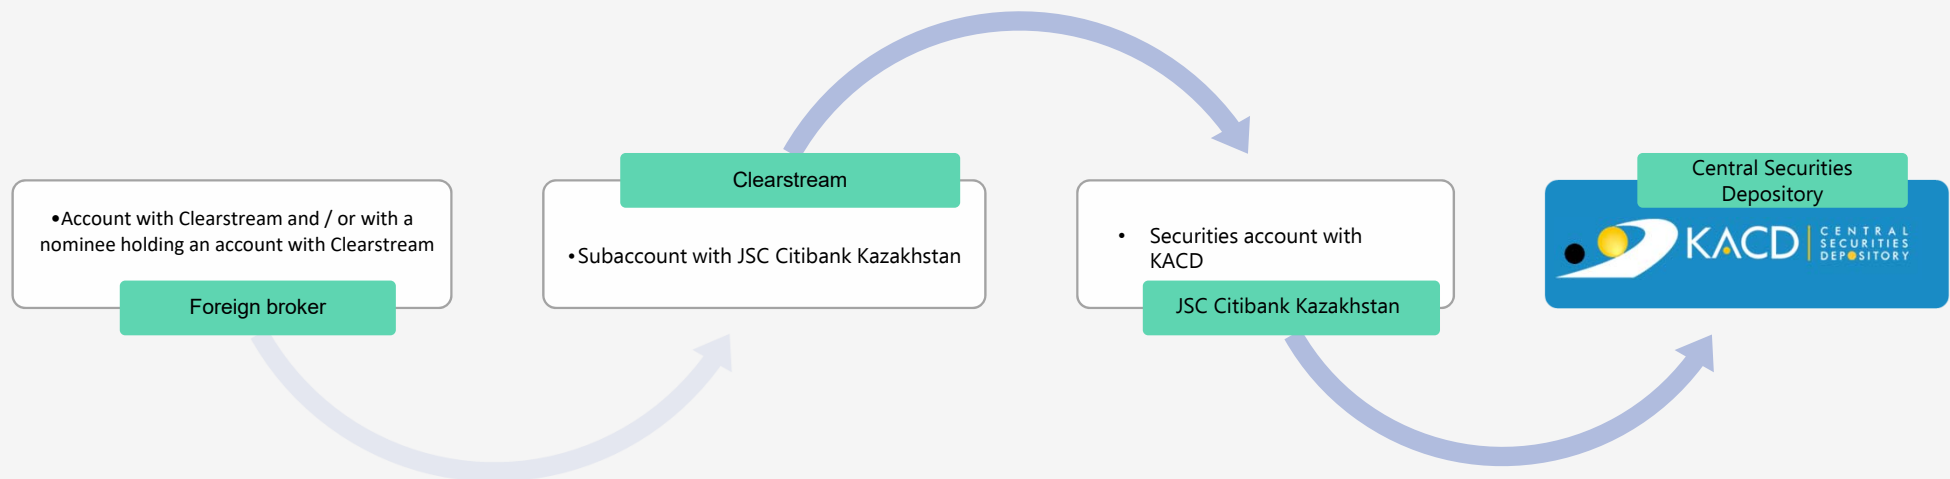 •Account with Clearstream and / or with a
nominee holding an account with Clearstream
Foreign broker
Clearstream
•Subaccount with JSC Citibank Kazakhstan
• Securities account with
KACD
JSC Citibank Kazakhstan
Central Securities
Depository
KACD
CENTRAL
SECURITIES
DEPOSITORY